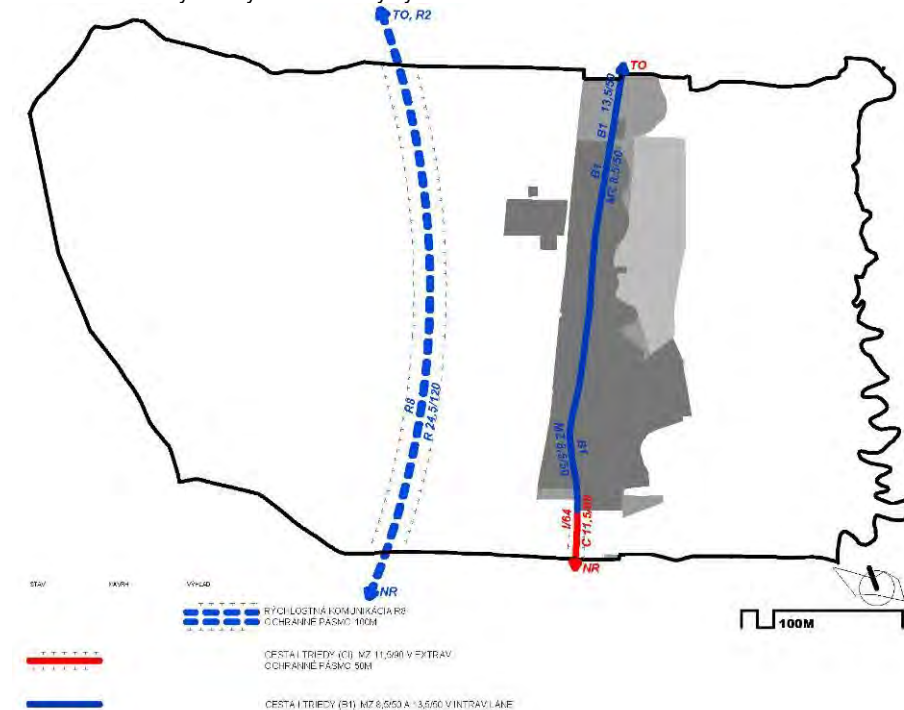 TO, R2
TO
B1 13,5/50
B1
MZ 8,5/50
R8
R 24,5/120
MZ 8,5/50
B1
I/64
C 11,5/
NR
NR
100M
STAV NÁVRH VÝHĽAD
RÝCHLOSTNÁ KOMUNIKÁCIA R8
OCHRANNÉ PÁSMO 100M
CESTA I.TRIEDY (CI) MZ 11,5/90 V EXTRAV.
OCHRANNÉ PÁSMO 50M
CESTA I.TRIEDY (B1) MZ 8,5/50 A 13,5/50 V INTRAVILÁNE